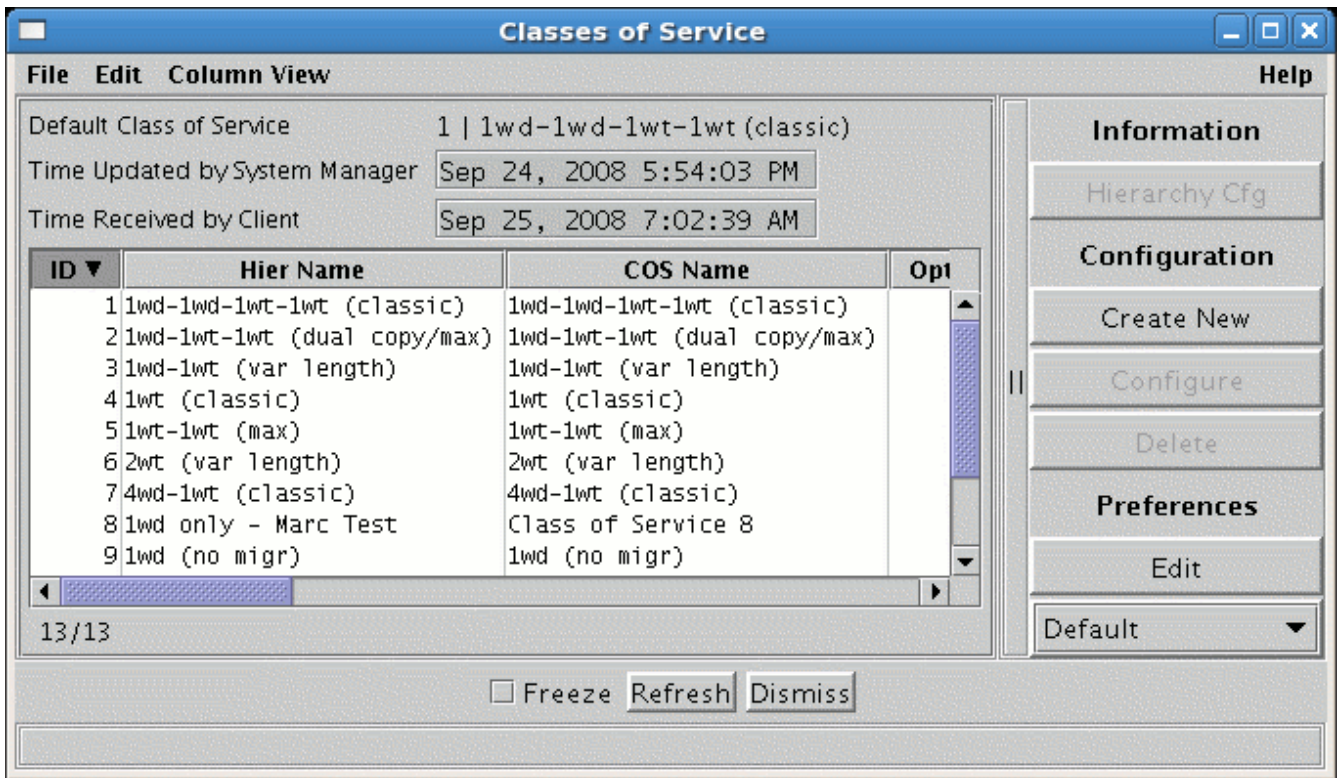 Classes of Service
File Edit Column View Help
Default Class of Service 1 | 1wd-1wd-1wt-1wt (classic)
Time Updated by System Manager Sep 24, 2008 5:54:03 PM
Time Received by Client Sep 25, 2008 7:02:39 AM
ID Hier Name COS Name Opt
1 1wd-1wd-1wt-1wt (classic) 1wd-1wd-1wt-1wt (classic)
2 1wd-1wt-1wt (dual copy/max) 1wd-1wt-1wt (dual copy/max)
3 1wd-1wt (var length) 1wd-1wt (var length)
4 1wt (classic) 1wt (classic)
5 1wt-1wt (max) 1wt-1wt (max)
6 2wt (var length) 2wt (var length)
7 4wd-1wt (classic) 4wd-1wt (classic)
8 1wd only - Marc Test Class of Service 8
9 1wd (no migr) 1wd (no migr)
13/13
Information
Hierarchy Cfg
Configuration
Create New
Configure
Delete
Preferences
Edit
Default
Freeze Refresh Dismiss